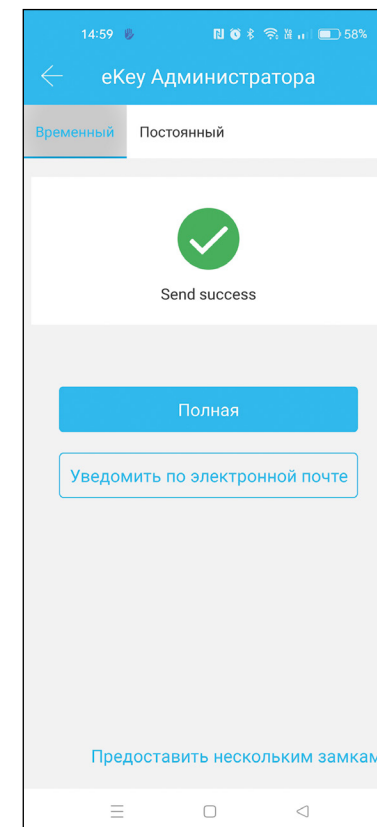 14:59 58%
eKey Администратора
Временный Постоянный
Send success
Полная
Уведомить по электронной почте
Предоставить нескольким замкам